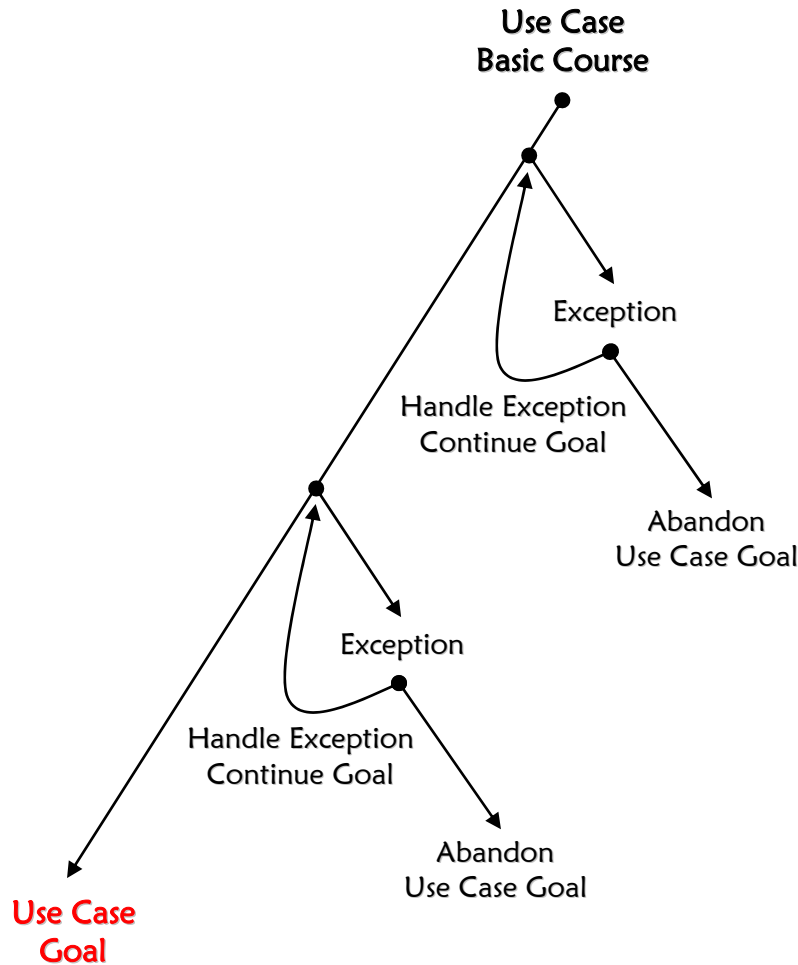 Use Case
Basic Course
Exception
Handle Exception
Continue Goal
Abandon
Use Case Goal
Exception
Handle Exception
Continue Goal
Abandon
Use Case Goal
Use Case
Goal